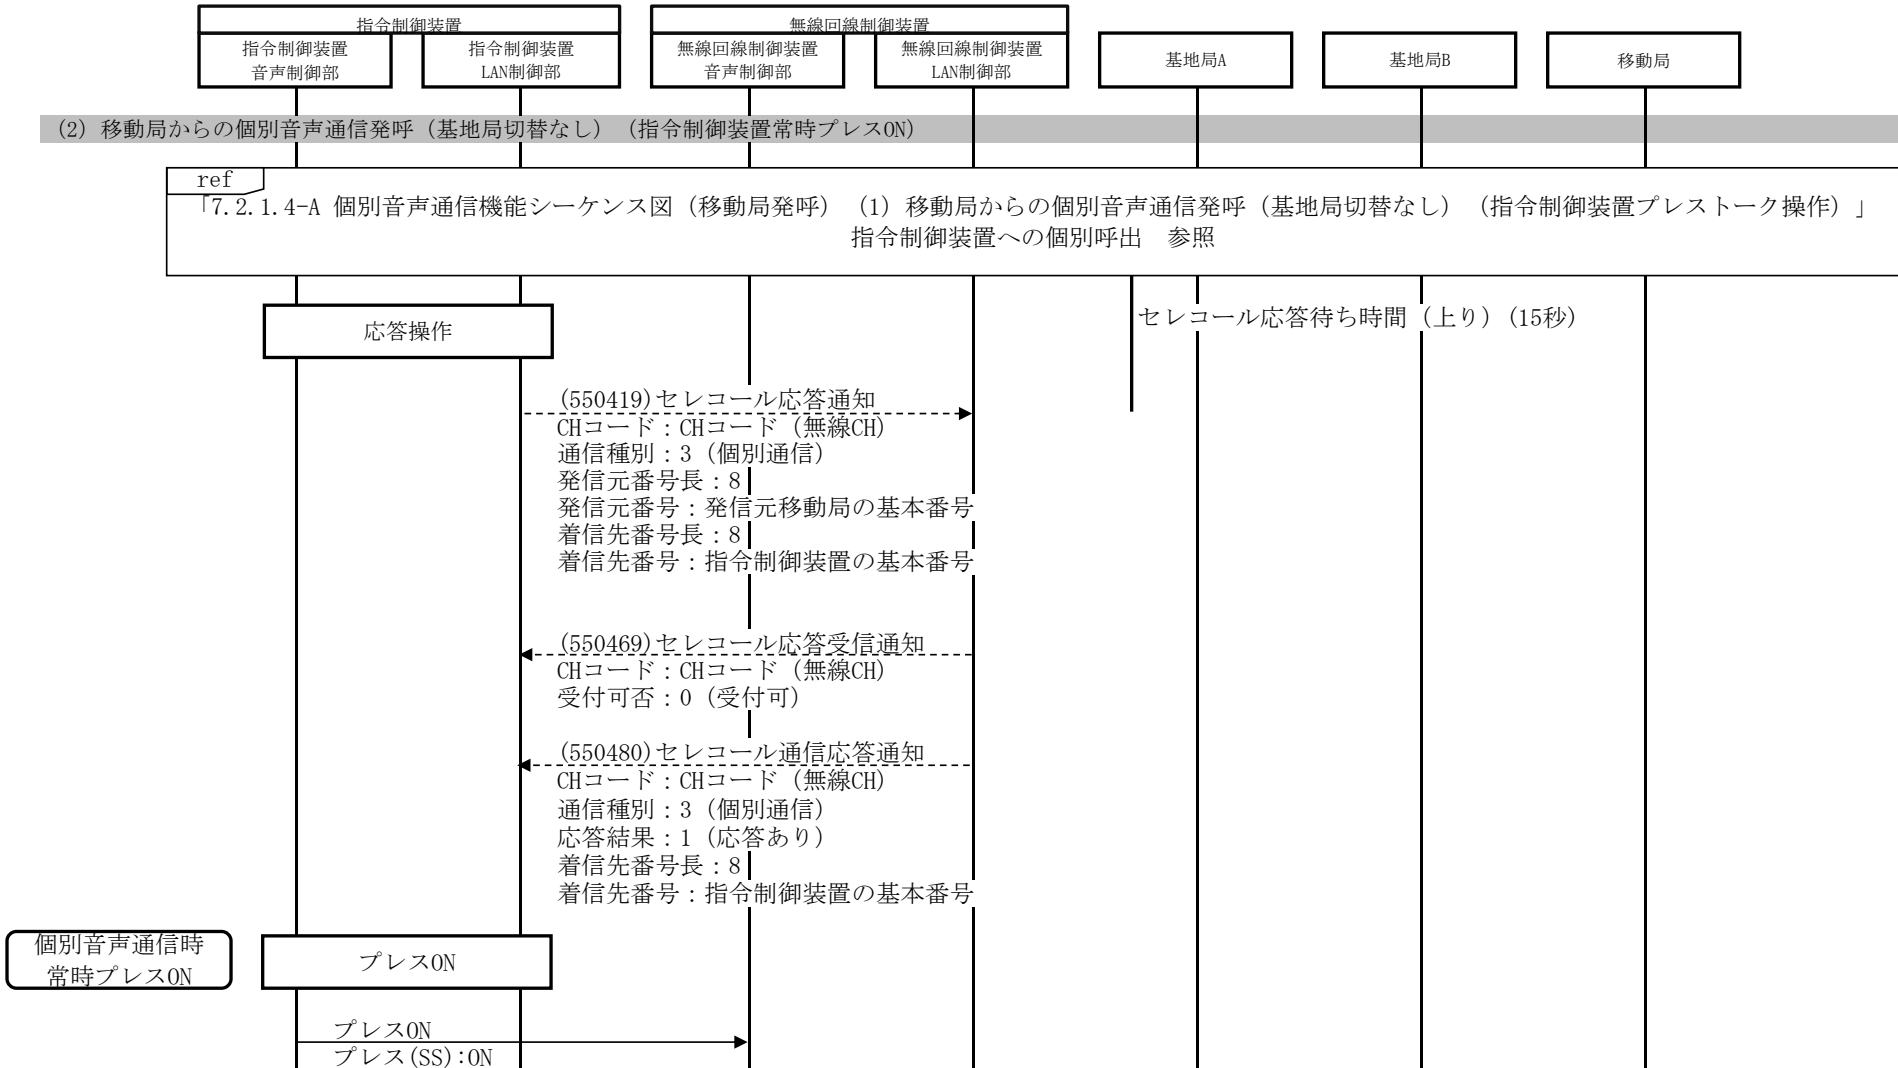 指令制御装置
無線回線制御装置
指令制御装置
音声制御部
指令制御装置
LAN制御部
無線回線制御装置
音声制御部
無線回線制御装置
LAN制御部
基地局A
基地局B
移動局
(2) 移動局からの個別音声通信発呼（基地局切替なし）（指令制御装置常時プレスON）
ref
「7.2.1.4-A 個別音声通信機能シーケンス図（移動局発呼）（1）移動局からの個別音声通信発呼（基地局切替なし）（指令制御装置プレストーク操作）」
指令制御装置への個別呼出　参照
応答操作
セレコール応答待ち時間（上り）(15秒)
(550419)セレコール応答通知
CHコード：CHコード（無線CH）
通信種別：3（個別通信）
発信元番号長：8
発信元番号：発信元移動局の基本番号
着信先番号長：8
着信先番号：指令制御装置の基本番号
(550469)セレコール応答受信通知
CHコード：CHコード（無線CH）
受付可否：0（受付可）
(550480)セレコール通信応答通知
CHコード：CHコード（無線CH）
通信種別：3（個別通信）
応答結果：1（応答あり）
着信先番号長：8
着信先番号：指令制御装置の基本番号
個別音声通信時
常時プレスON
プレスON
プレスON
プレス(SS):ON